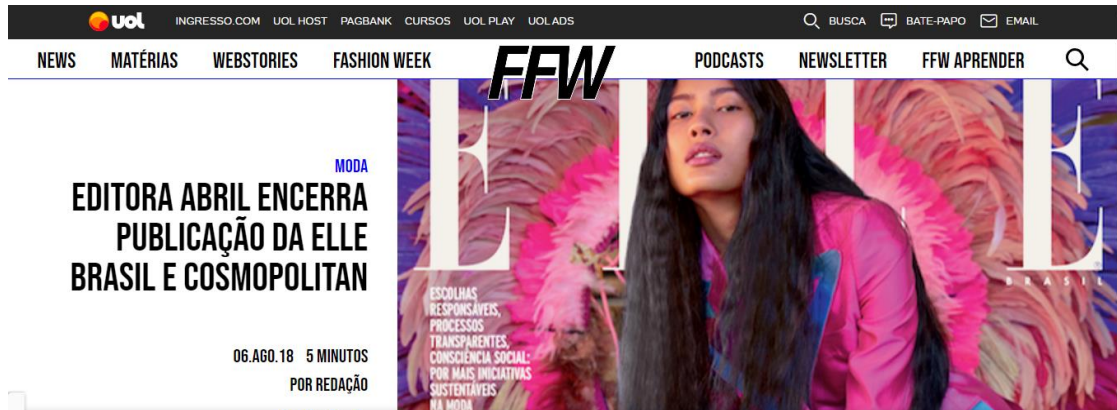 uol INGRESSO.COM UOL HOST PAGBANK CURSOS UOL PLAY UOL ADS BUSCA BATE-PAPO EMAIL
NEWS MATÉRIAS WEBSTORIES FASHION WEEK FFW PODCASTS NEWSLETTER FFW APRENDER
MODA
EDITORA ABRIL ENCERRA
PUBLICAÇÃO DA ELLE
BRASIL E COSMOPOLITAN
06.AGO.18 5 MINUTOS
POR REDAÇÃO
ELLE
BRASIL
ESCOLHAS
RESPONSÁVEIS,
PROCESSOS
TRANSPARENTES,
CONSCIÊNCIA SOCIAL:
POR MAIS INICIATIVAS
SUSTENTÁVEIS
NA MODA